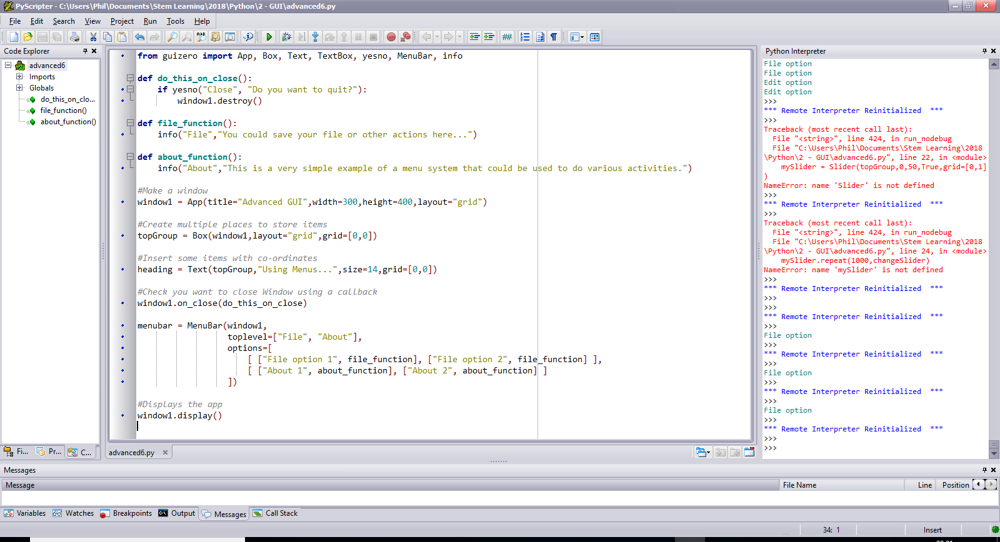 PyScripter - C:\Users\Phil\Documents\Stem Learning\2018\Python\2 - GUI\advanced6.py
File Edit Search View Project Run Tools Help
Code Explorer
advanced6
Imports
Globals
do_this_on_clo...
file_function()
about_function()
Fi... Pr... C...
from guizero import App, Box, Text, TextBox, yesno, MenuBar, info
def do_this_on_close():
if yesno("Close", "Do you want to quit?"):
window1.destroy()
def file_function():
info("File","You could save your file or other actions here...")
def about_function():
info("About","This is a very simple example of a menu system that could be used to do various activities.")
#Make a window
window1 = App(title="Advanced GUI",width=300,height=400,layout="grid")
#Create multiple places to store items
topGroup = Box(window1,layout="grid",grid=[0,0])
#Insert some items with co-ordinates
heading = Text(topGroup,"Using Menus...",size=14,grid=[0,0])
#Check you want to close Window using a callback
window1.on_close(do_this_on_close)
menubar = MenuBar(window1,
toplevel=["File", "About"],
options=[
[ ["File option 1", file_function], ["File option 2", file_function] ],
[ ["About 1", about_function], ["About 2", about_function] ]
])
#Displays the app
window1.display()
advanced6.py
Python Interpreter
File option
File option
Edit option
Edit option
>>>
*** Remote Interpreter Reinitialized ***
>>>
Traceback (most recent call last):
File "<string>", line 424, in run_nodebug
File "C:\Users\Phil\Documents\Stem Learning\2018
\Python\2 - GUI\advanced6.py", line 22, in <module>
mySlider = Slider(topGroup,0,50,True,grid=[0,1]
)
NameError: name 'Slider' is not defined
>>>
*** Remote Interpreter Reinitialized ***
>>>
Traceback (most recent call last):
File "<string>", line 424, in run_nodebug
File "C:\Users\Phil\Documents\Stem Learning\2018
\Python\2 - GUI\advanced6.py", line 24, in <module>
mySlider.repeat(1000,changeSlider)
NameError: name 'mySlider' is not defined
>>>
*** Remote Interpreter Reinitialized ***
>>>
>>>
*** Remote Interpreter Reinitialized ***
>>>
File option
>>>
*** Remote Interpreter Reinitialized ***
>>>
File option
>>>
*** Remote Interpreter Reinitialized ***
>>>
File option
>>>
*** Remote Interpreter Reinitialized ***
>>>
>>>
Messages
Message File Name Line Position
Variables Watches Breakpoints Output Messages Call Stack
34: 1 Insert